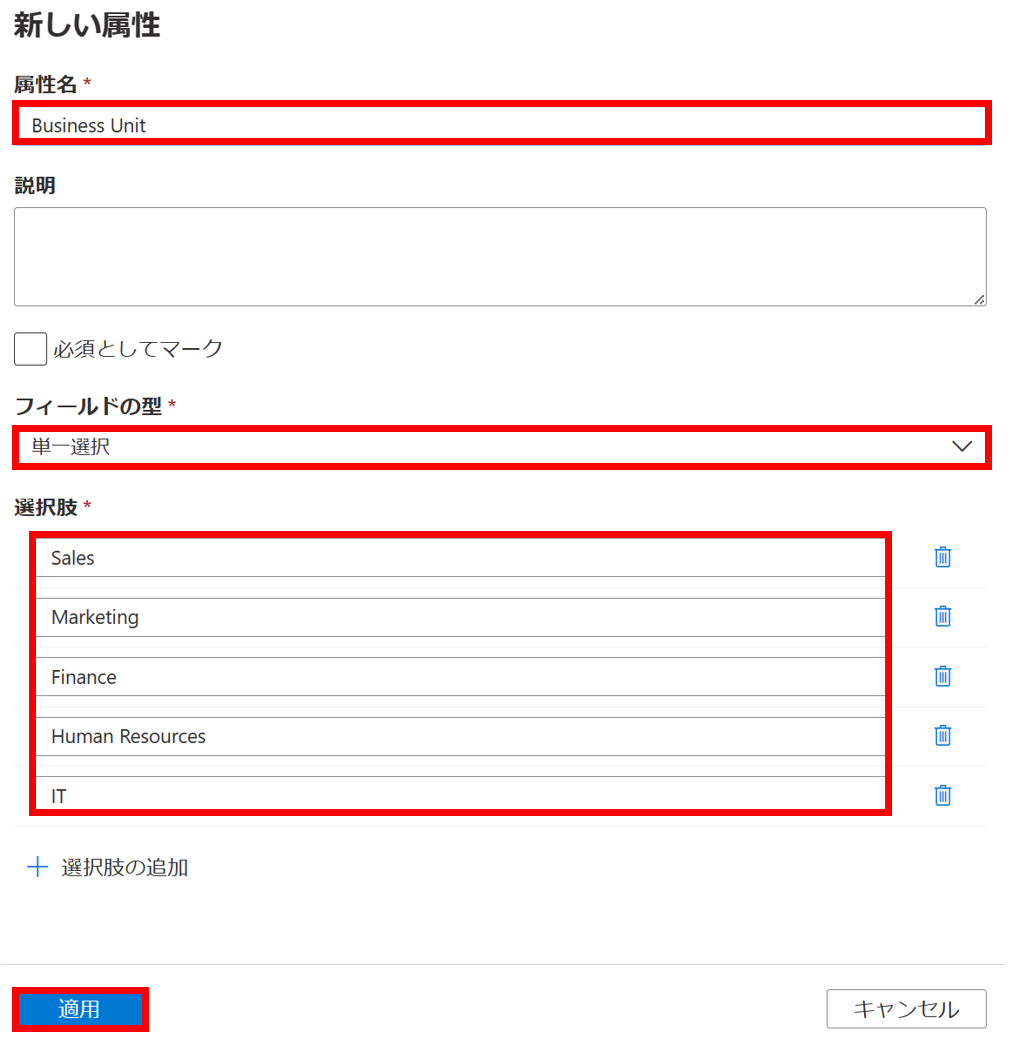 新しい属性
属性名 *
Business Unit
説明
必須としてマーク
フィールドの型 *
単一選択
選択肢 *
Sales
Marketing
Finance
Human Resources
IT
選択肢の追加
適用
キャンセル